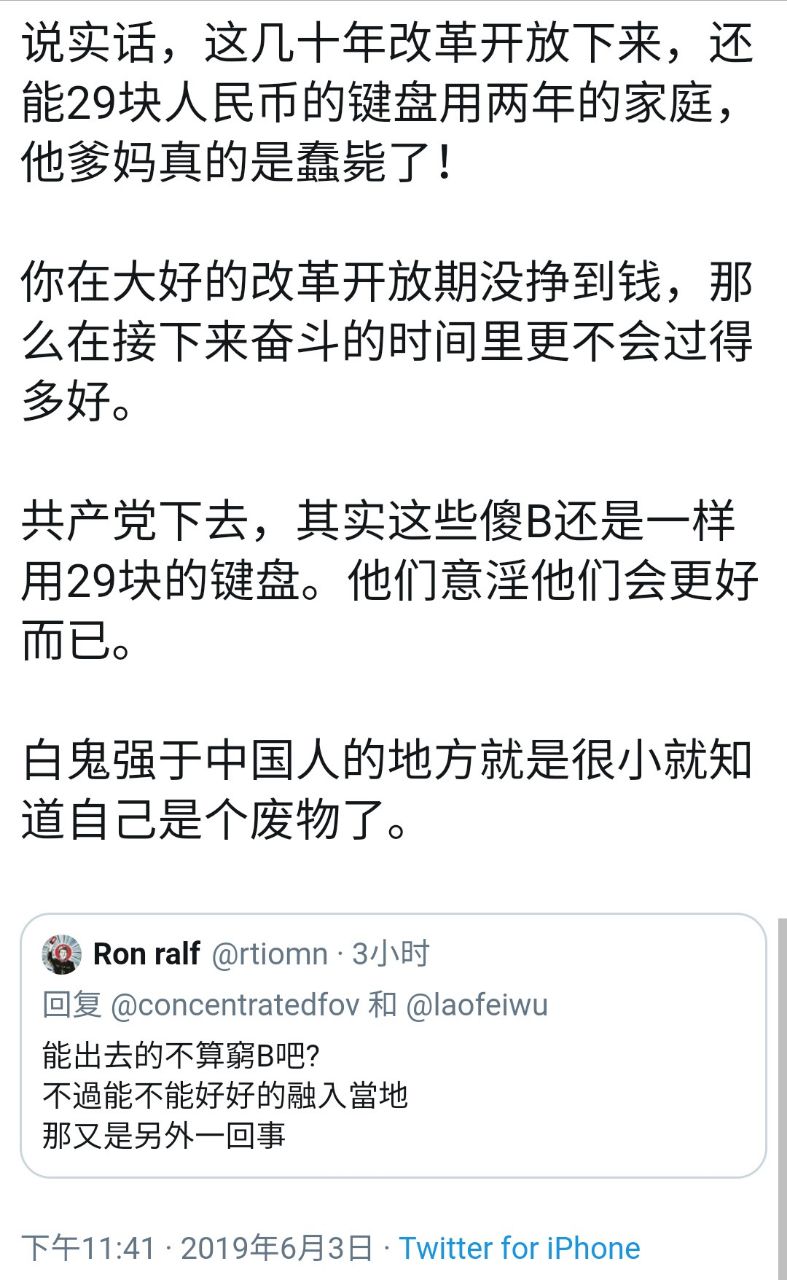 说实话，这几十年改革开放下来，还
能29块人民币的键盘用两年的家庭，
他爹妈真的是蠢毙了！
你在大好的改革开放期没挣到钱，那
么在接下来奋斗的时间里更不会过得
多好。
共产党下去，其实这些傻B还是一样
用29块的键盘。他们意淫他们会更好
而已。
白鬼强于中国人的地方就是很小就知
道自己是个废物了。
Ron ralf @rtiomn · 3小时
回复 @concentratedfov 和 @laofeiwu
能出去的不算窮B吧?
不過能不能好好的融入當地
那又是另外一回事
下午11:41 · 2019年6月3日 · Twitter for iPhone